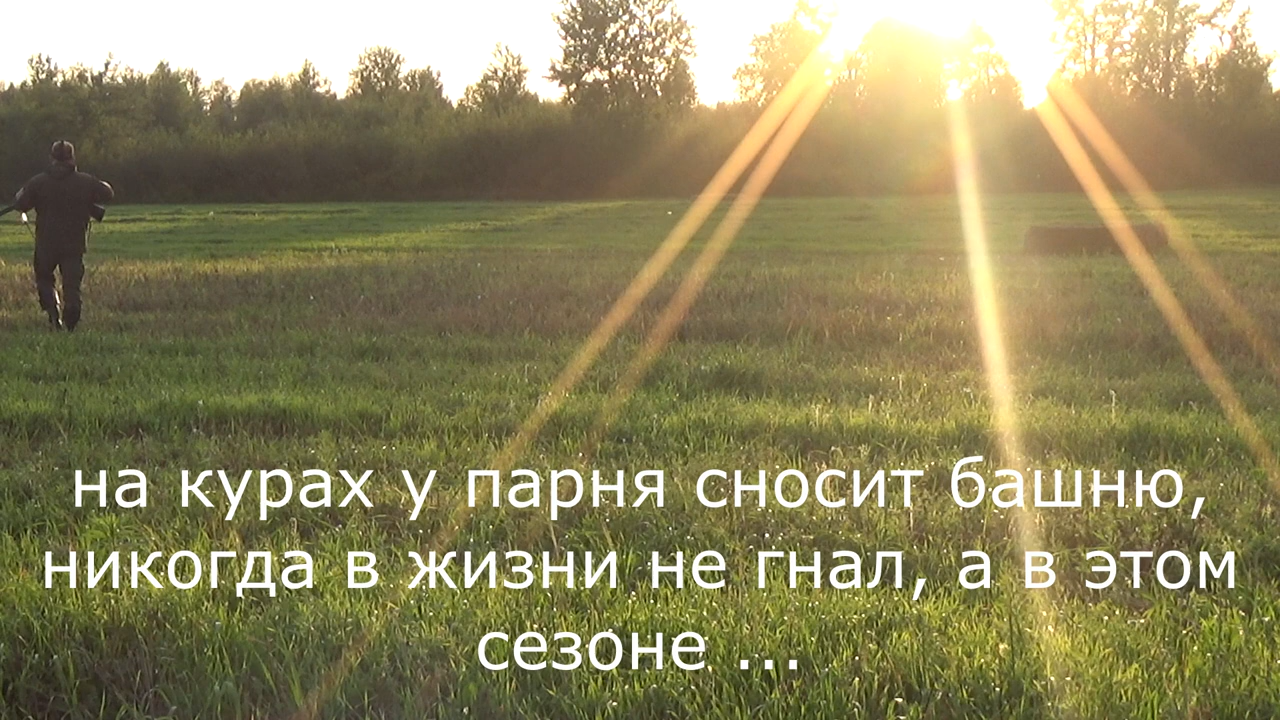 на курах у парня сносит башню,
никогда в жизни не гнал, а в этом
сезоне ...